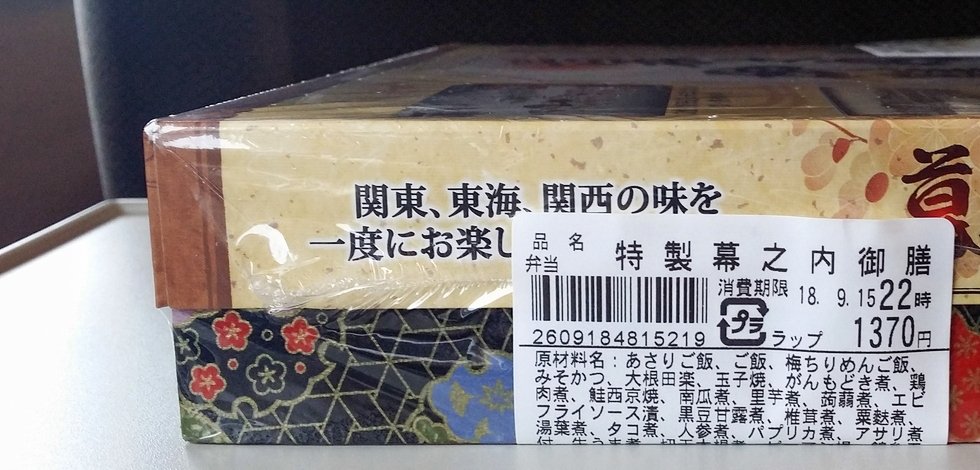 関東、東海、関西の味を
一度にお楽し
幕
品名 特製幕之内御膳
弁当
消費期限 18. 9.15 22時
プラ ラップ 1370円
2609184815219
原材料名：あさりご飯、ご飯、梅ちりめんご飯、
みそかつ、大根田楽、玉子焼、がんもどき煮、鶏
肉煮、鮭西京焼、南瓜煮、里芋煮、蒟蒻煮、エビ
フライソース漬、黒豆甘露煮、椎茸煮、粟麩煮、
湯葉煮、タコ煮、人参煮、パプリカ煮、アサリ煮